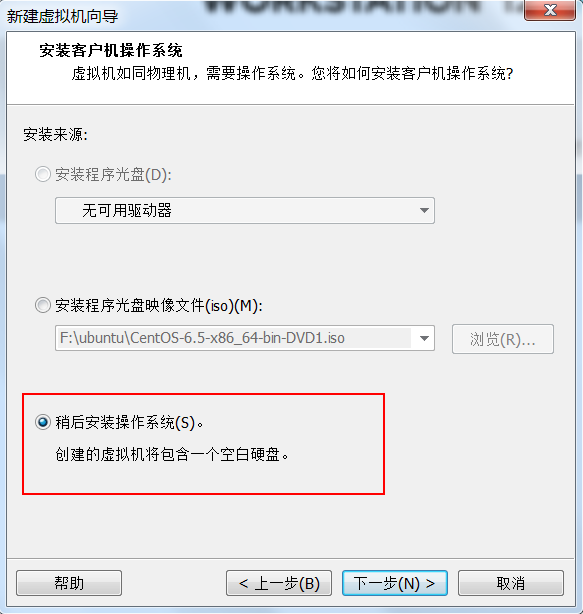 WORKSTATION
新建虚拟机向导
安装客户机操作系统
虚拟机如同物理机，需要操作系统。您将如何安装客户机操作系统?
安装来源:
安装程序光盘(D):
无可用驱动器
安装程序光盘映像文件(iso)(M):
F:\ubuntu\CentOS-6.5-x86_64-bin-DVD1.iso
浏览(R)...
稍后安装操作系统(S)。
创建的虚拟机将包含一个空白硬盘。
帮助
< 上一步(B)
下一步(N) >
取消